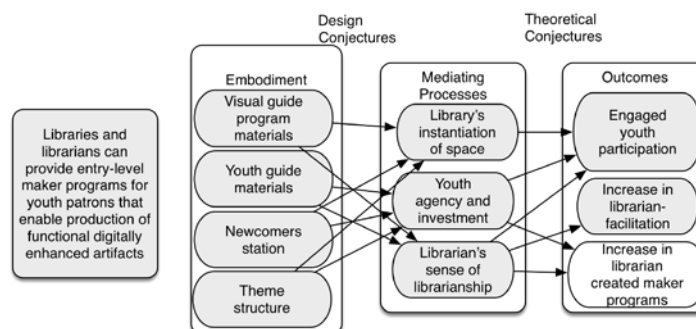 Design
Conjectures
Theoretical
Conjectures
Libraries and
librarians can
provide entry-level
maker programs for
youth patrons that
enable production of
functional digitally
enhanced artifacts
Embodiment
Visual guide
program
materials
Youth guide
materials
Newcomers
station
Theme
structure
Mediating
Processes
Library's
instantiation
of space
Youth
agency and
investment
Librarian's
sense of
librarianship
Outcomes
Engaged
youth
participation
Increase in
librarian-
facilitation
Increase in
librarian
created maker
programs